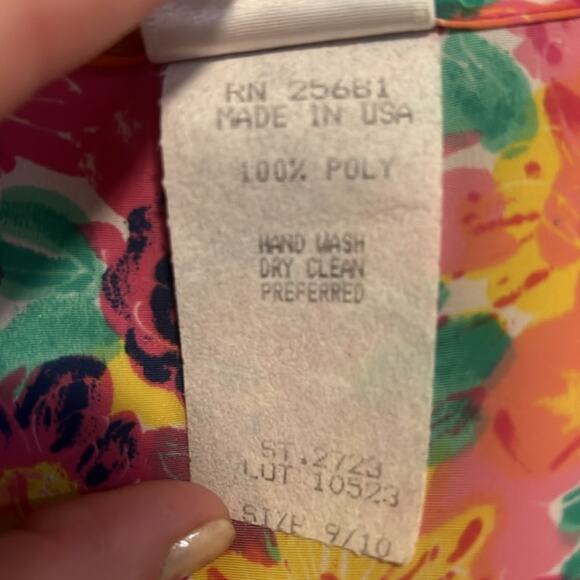 RN 25681
MADE IN USA
100% POLY
HAND WASH
DRY CLEAN
PREFERRED
ST.2723
LOT 10523
SIZE 9/10